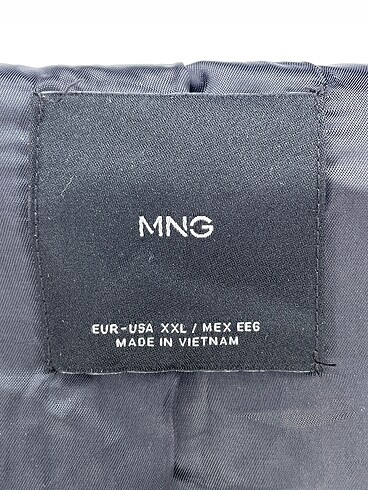 MNG
EUR-USA XXL / MEX EEG
MADE IN VIETNAM